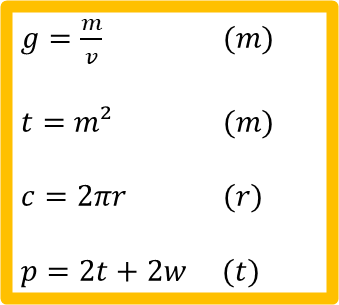 g = m/v (m)
t = m² (m)
c = 2πr (r)
p = 2t + 2w (t)